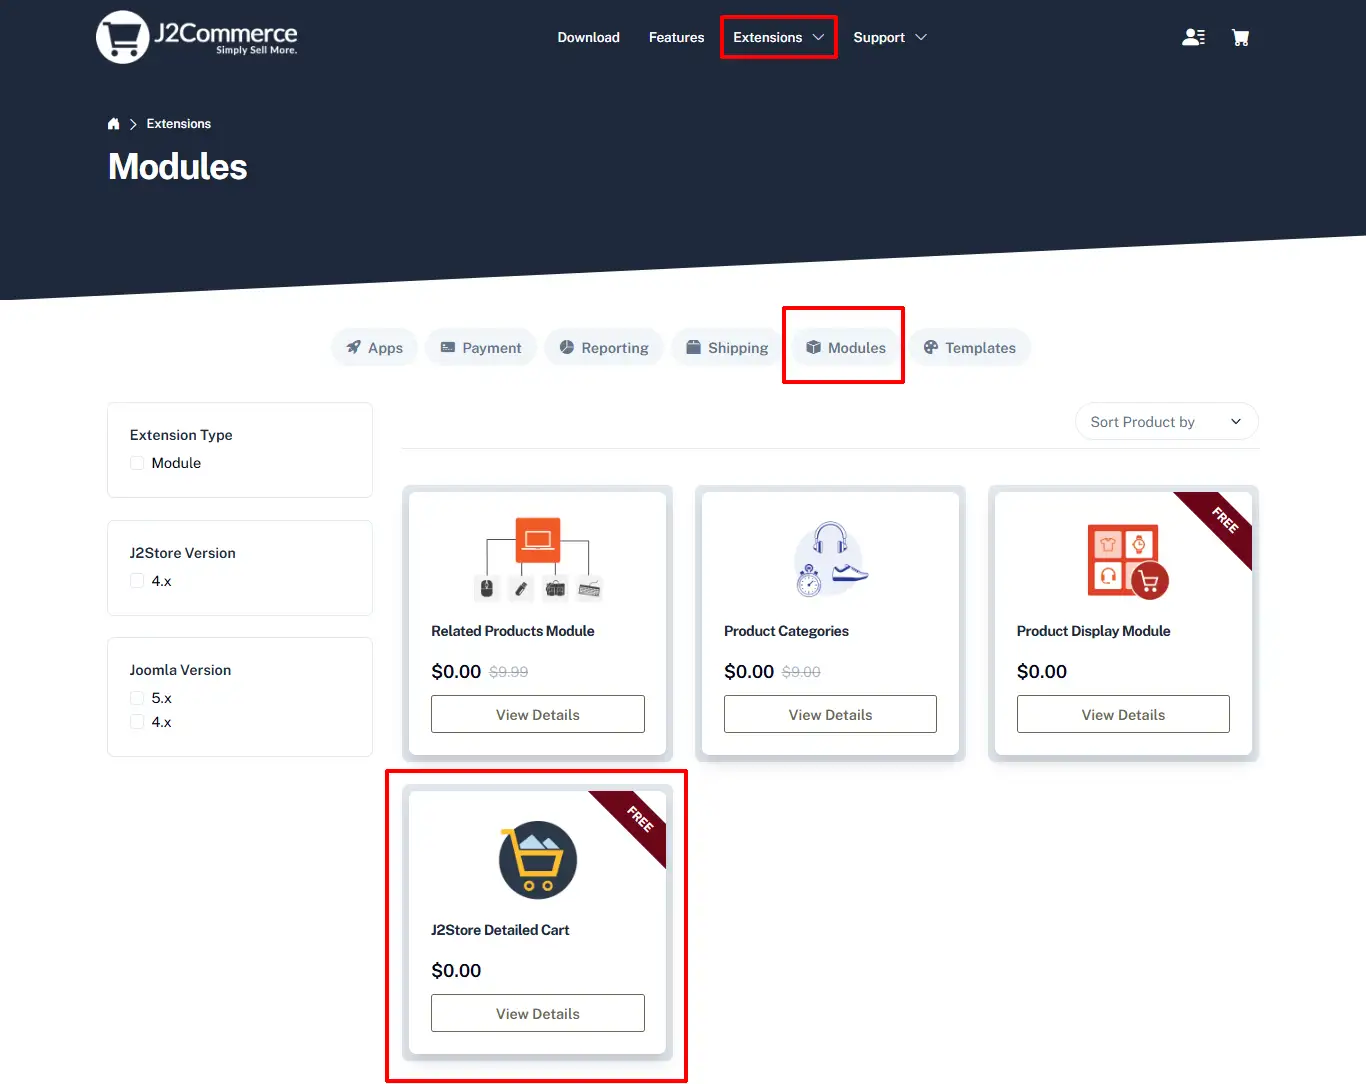 J2Commerce
Simply Sell More.
Download Features Extensions Support
Extensions
Modules
Apps Payment Reporting Shipping Modules Templates
Extension Type
Module
J2Store Version
4.x
Joomla Version
5.x
4.x
Sort Product by
Related Products Module
$0.00 $9.99
View Details
Product Categories
$0.00 $9.00
View Details
FREE
Product Display Module
$0.00
View Details
FREE
J2Store Detailed Cart
$0.00
View Details